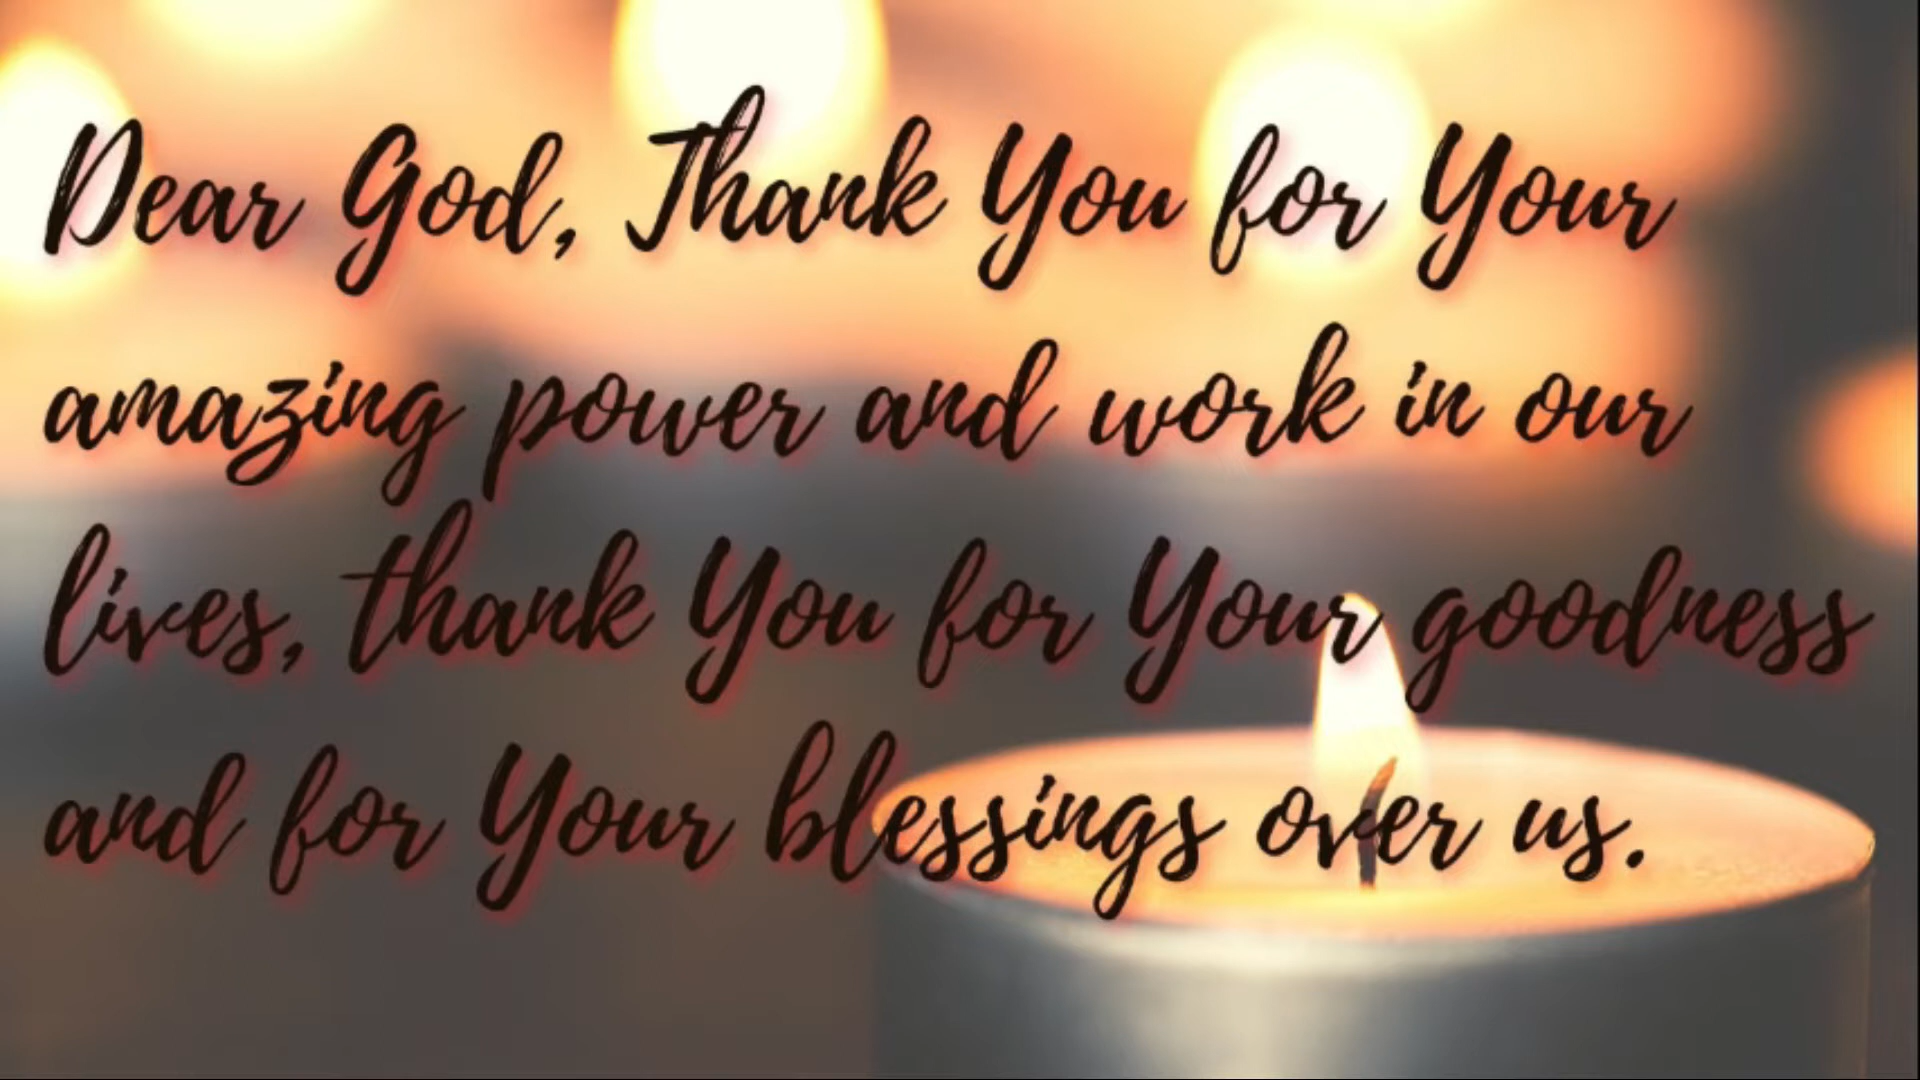 Dear God, Thank You for Your
amazing power and work in our
lives, thank You for Your goodness
and for Your blessings over us.